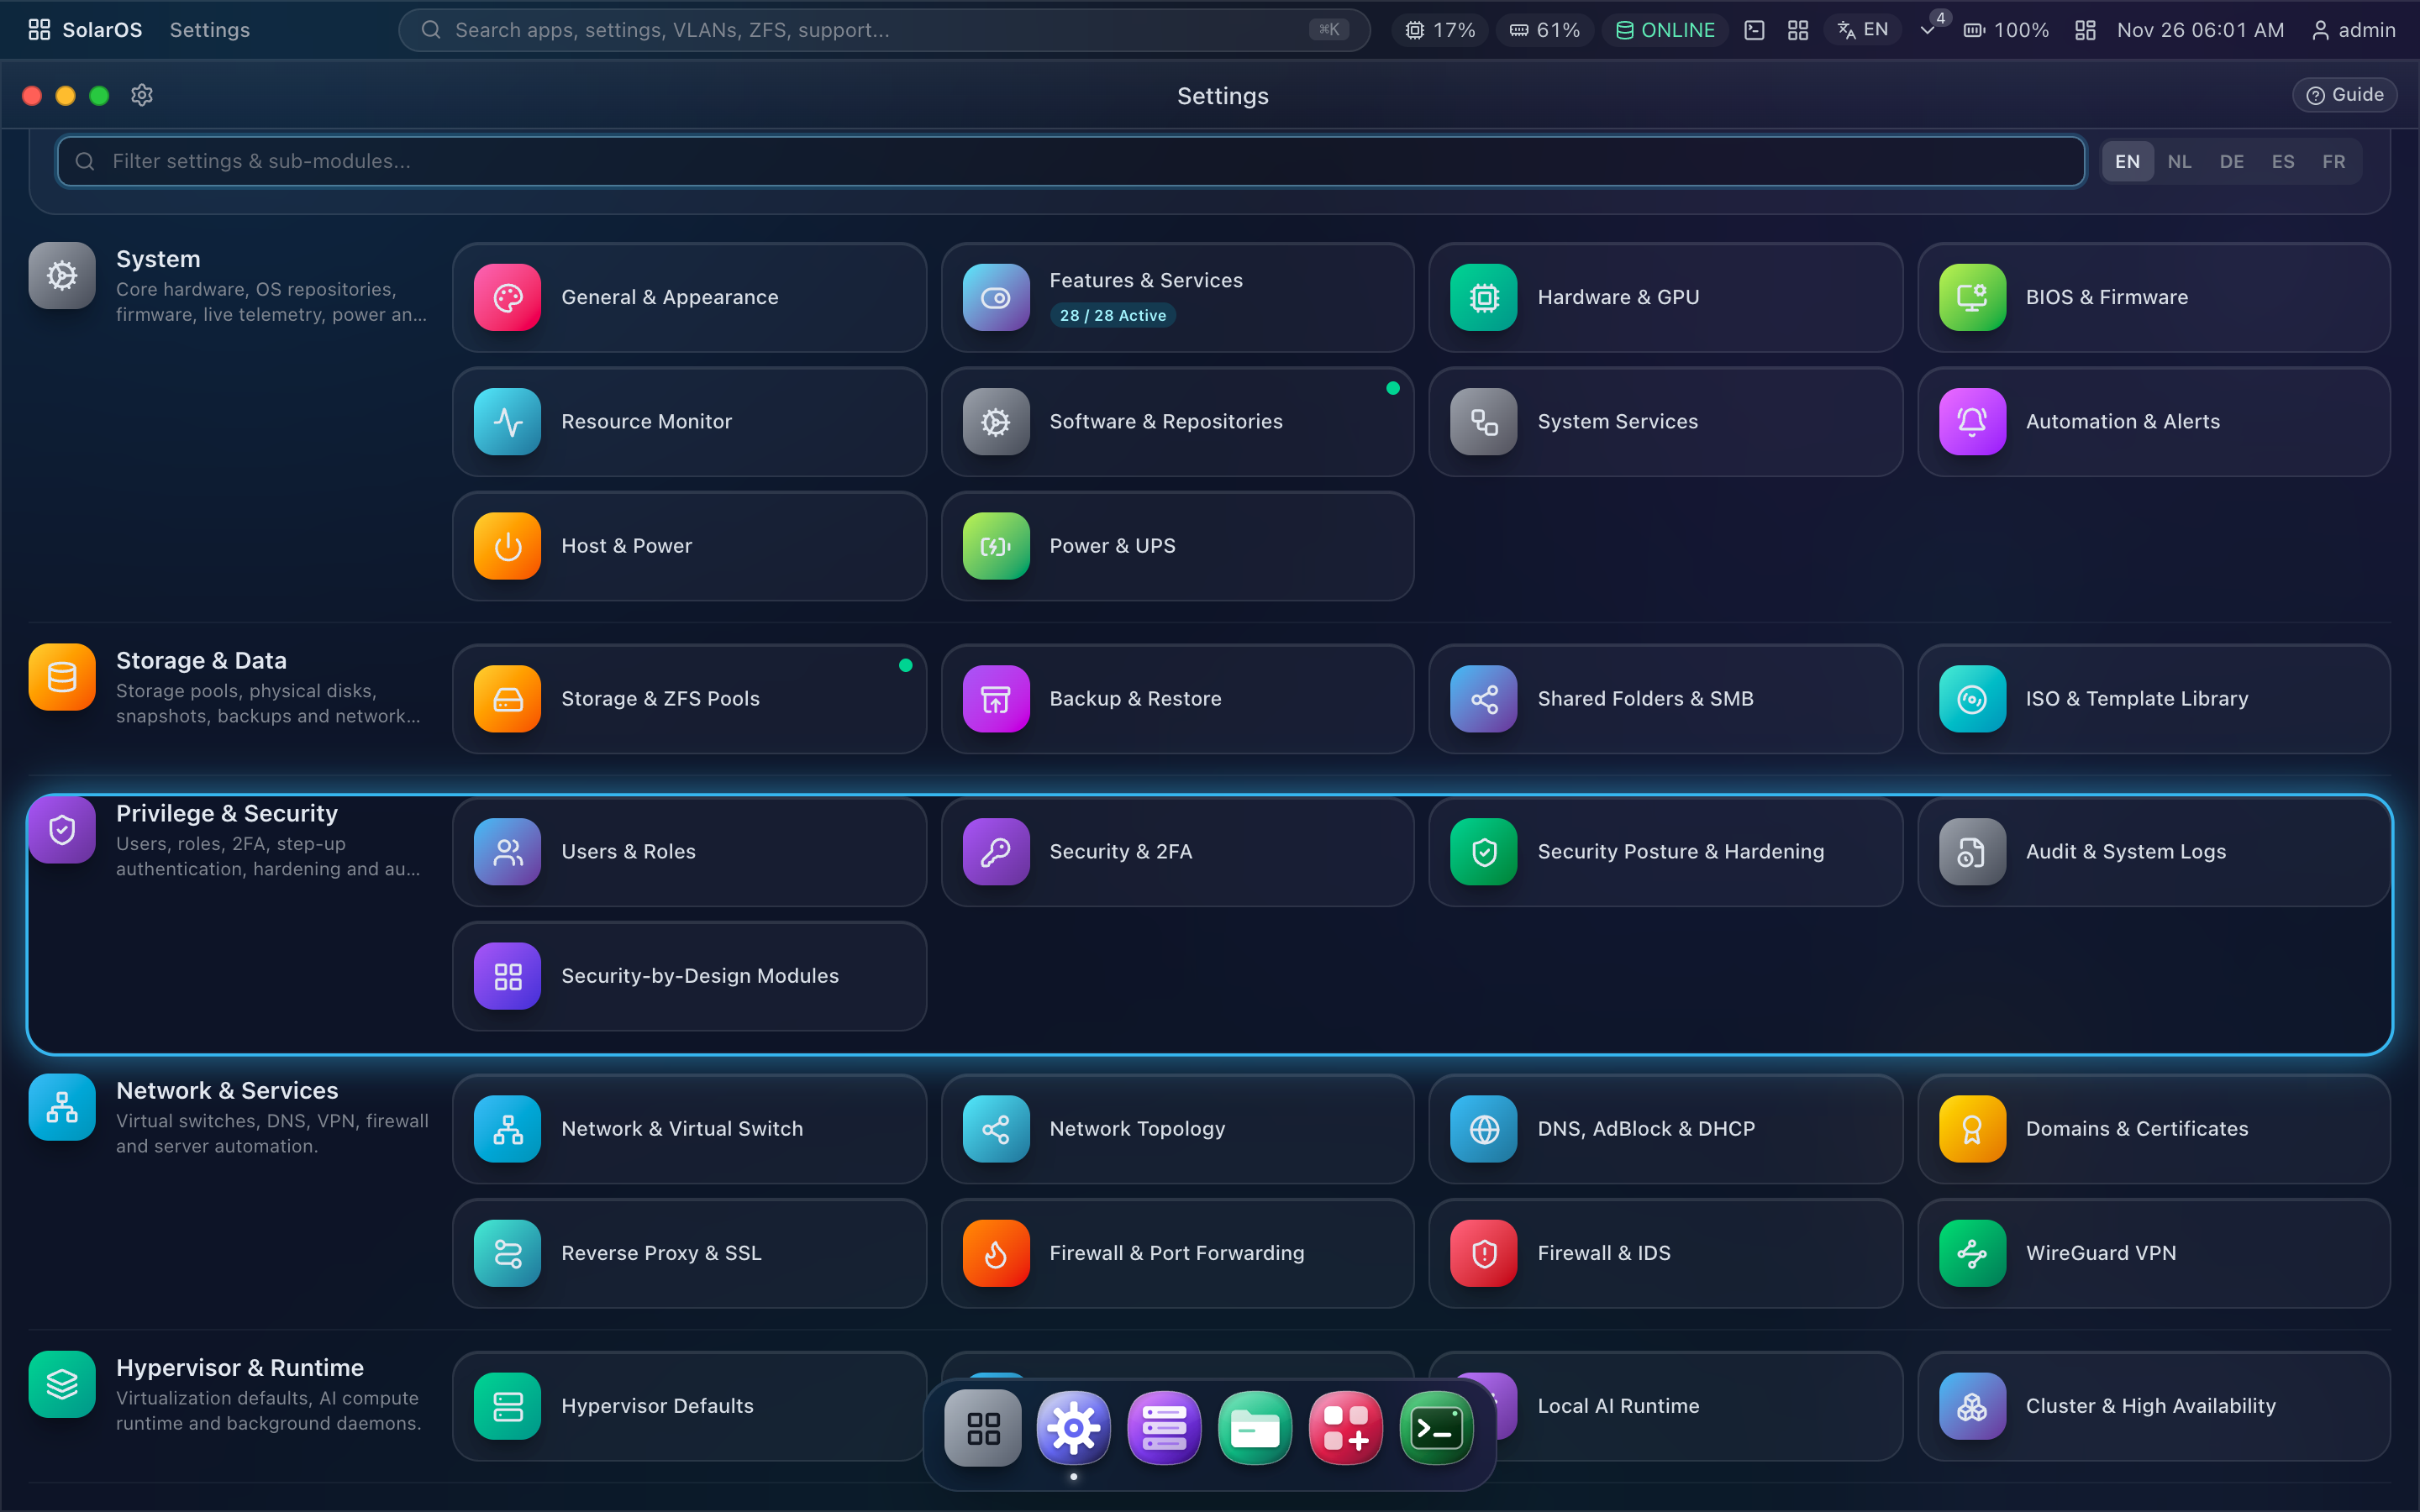 SolarOS Settings Search apps, settings, VLANs, ZFS, support... ⌘K 17% 61% ONLINE EN 4 100% Nov 26 06:01 AM admin
Settings
Guide
Filter settings & sub-modules...
EN NL DE ES FR
System
Core hardware, OS repositories,
firmware, live telemetry, power an...
General & Appearance
Features & Services
28 / 28 Active
Hardware & GPU
BIOS & Firmware
Resource Monitor
Software & Repositories
System Services
Automation & Alerts
Host & Power
Power & UPS
Storage & Data
Storage pools, physical disks,
snapshots, backups and network...
Storage & ZFS Pools
Backup & Restore
Shared Folders & SMB
ISO & Template Library
Privilege & Security
Users, roles, 2FA, step-up
authentication, hardening and au...
Users & Roles
Security & 2FA
Security Posture & Hardening
Audit & System Logs
Security-by-Design Modules
Network & Services
Virtual switches, DNS, VPN, firewall
and server automation.
Network & Virtual Switch
Network Topology
DNS, AdBlock & DHCP
Domains & Certificates
Reverse Proxy & SSL
Firewall & Port Forwarding
Firewall & IDS
WireGuard VPN
Hypervisor & Runtime
Virtualization defaults, AI compute
runtime and background daemons.
Hypervisor Defaults
Local AI Runtime
Cluster & High Availability